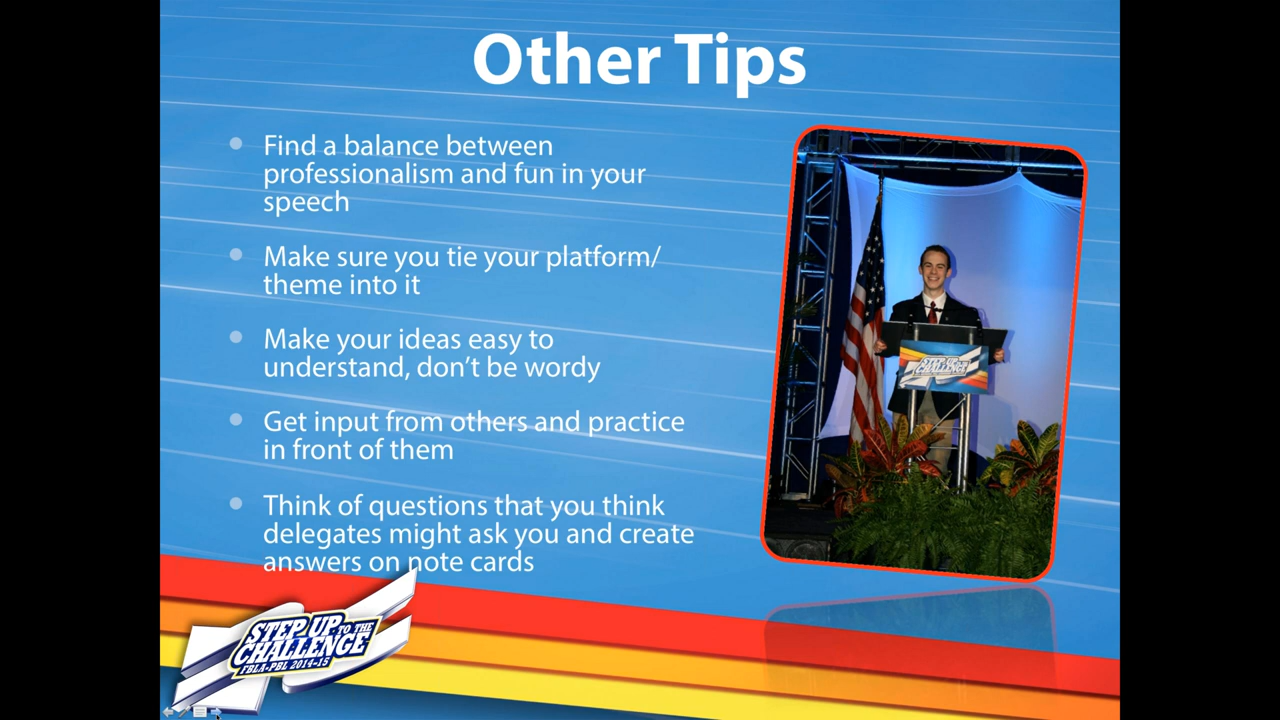 Other Tips
Find a balance between
professionalism and fun in your
speech
Make sure you tie your platform/
theme into it
Make your ideas easy to
understand, don't be wordy
Get input from others and practice
in front of them
Think of questions that you think
delegates might ask you and create
answers on note cards
STEP UP
CHALLENGE
STEP UP TO THE
CHALLENGE
FBLA-PBL 2014-15